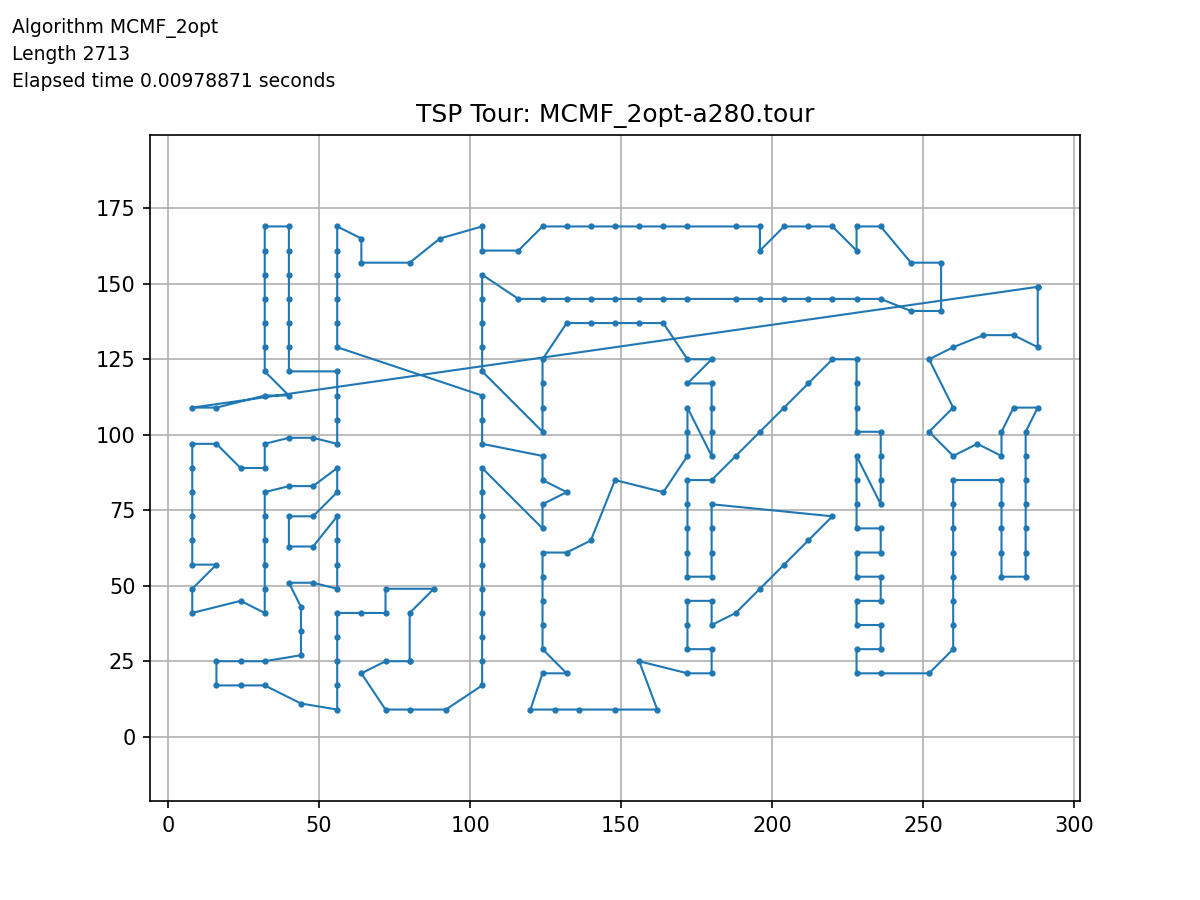 Algorithm MCMF_2opt
Length 2713
Elapsed time 0.00978871 seconds
TSP Tour: MCMF_2opt-a280.tour
175
150
125
100
75
50
25
0
0 50 100 150 200 250 300